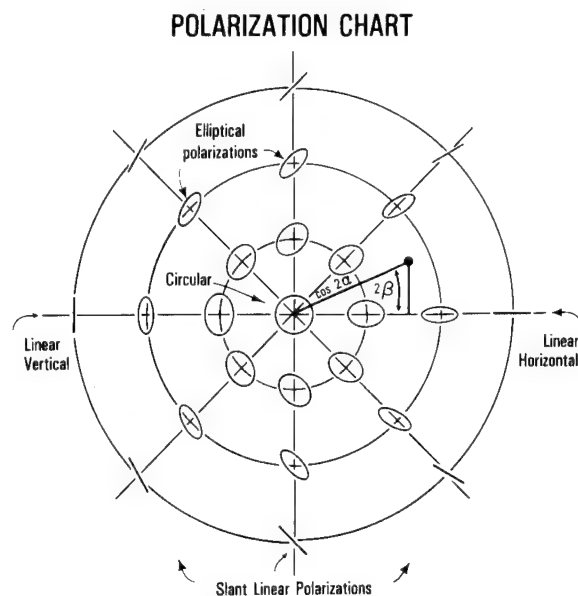 POLARIZATION CHART
Elliptical
polarizations
Circular
cos 2α
2β
Linear
Vertical
Linear
Horizontal
Slant Linear Polarizations